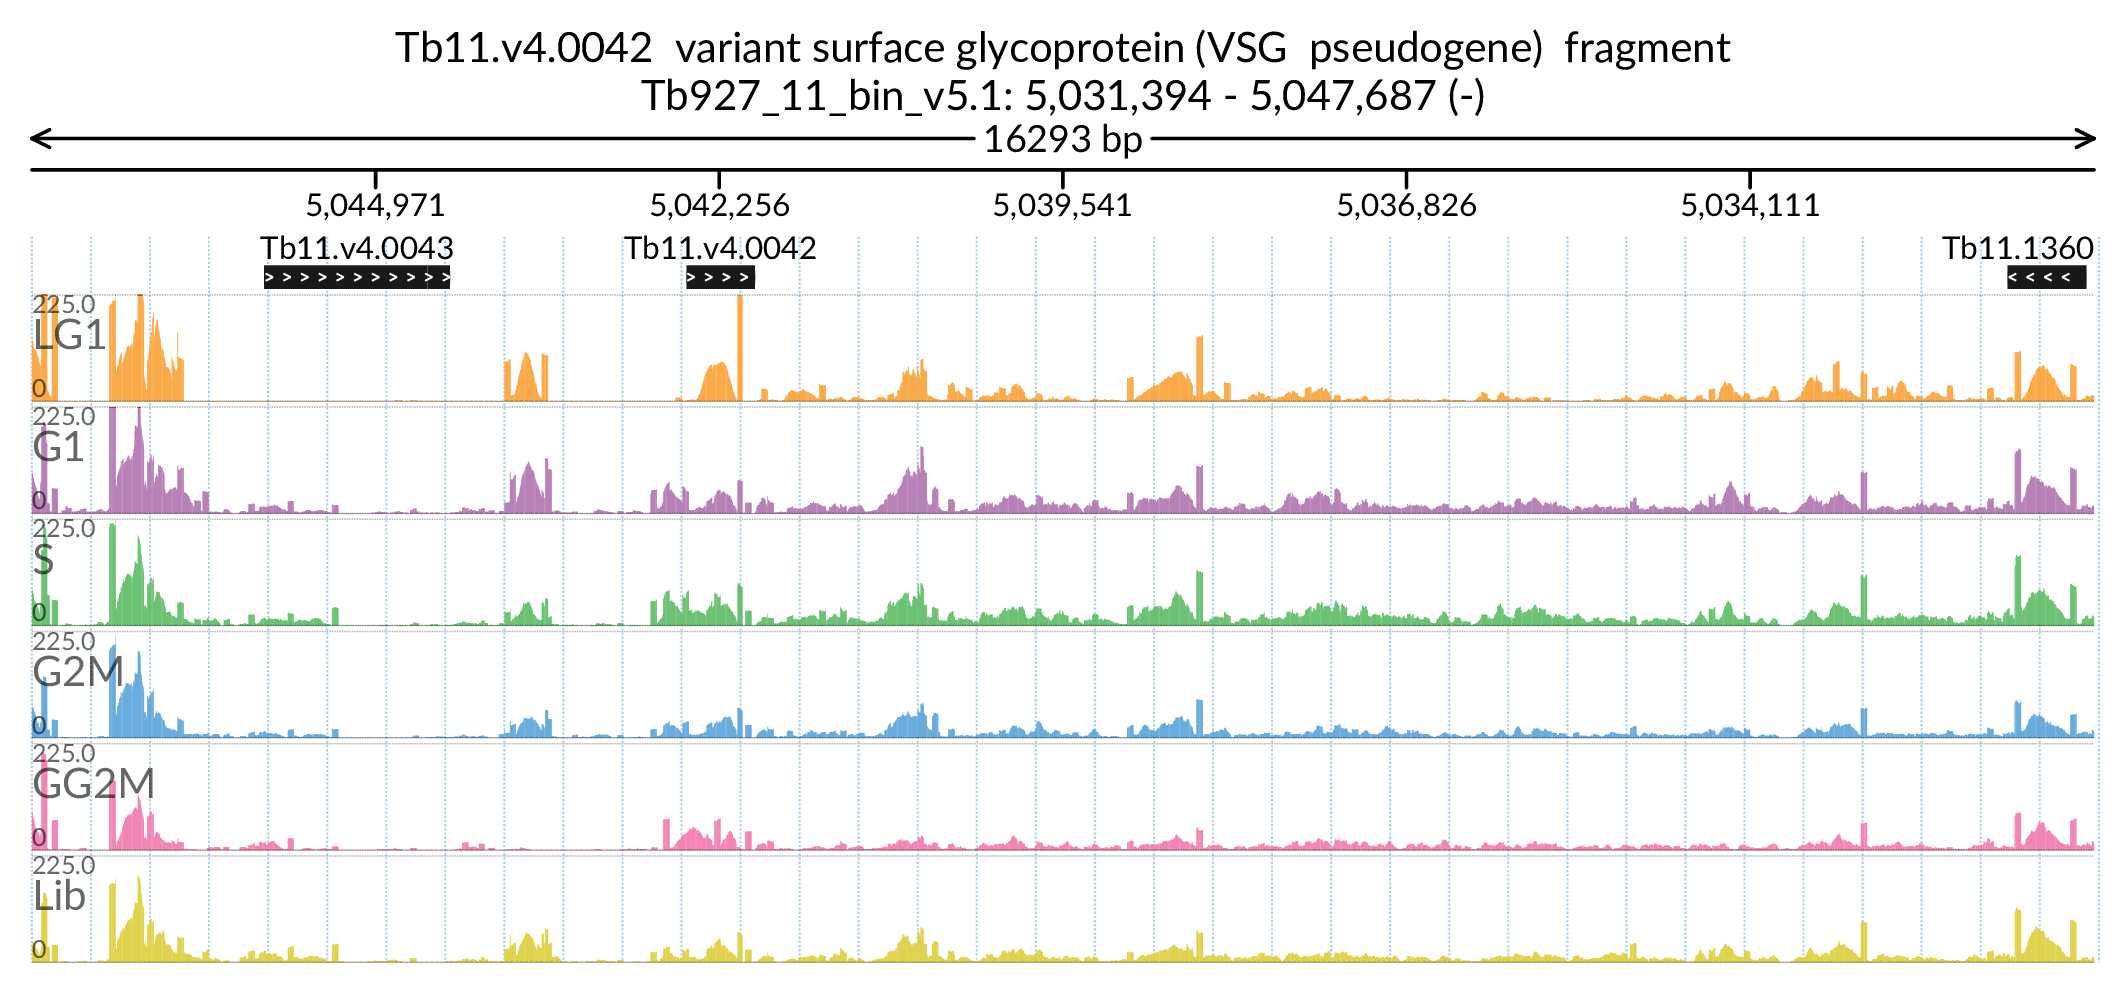 Tb11.v4.0042 variant surface glycoprotein (VSG pseudogene) fragment
Tb927_11_bin_v5.1: 5,031,394 - 5,047,687 (-)
16293 bp
5,044,971 5,042,256 5,039,541 5,036,826 5,034,111
Tb11.v4.0043 Tb11.v4.0042 Tb11.1360
225.0
LG1
0
225.0
G1
0
225.0
S
0
225.0
G2M
0
225.0
GG2M
0
225.0
Lib
0